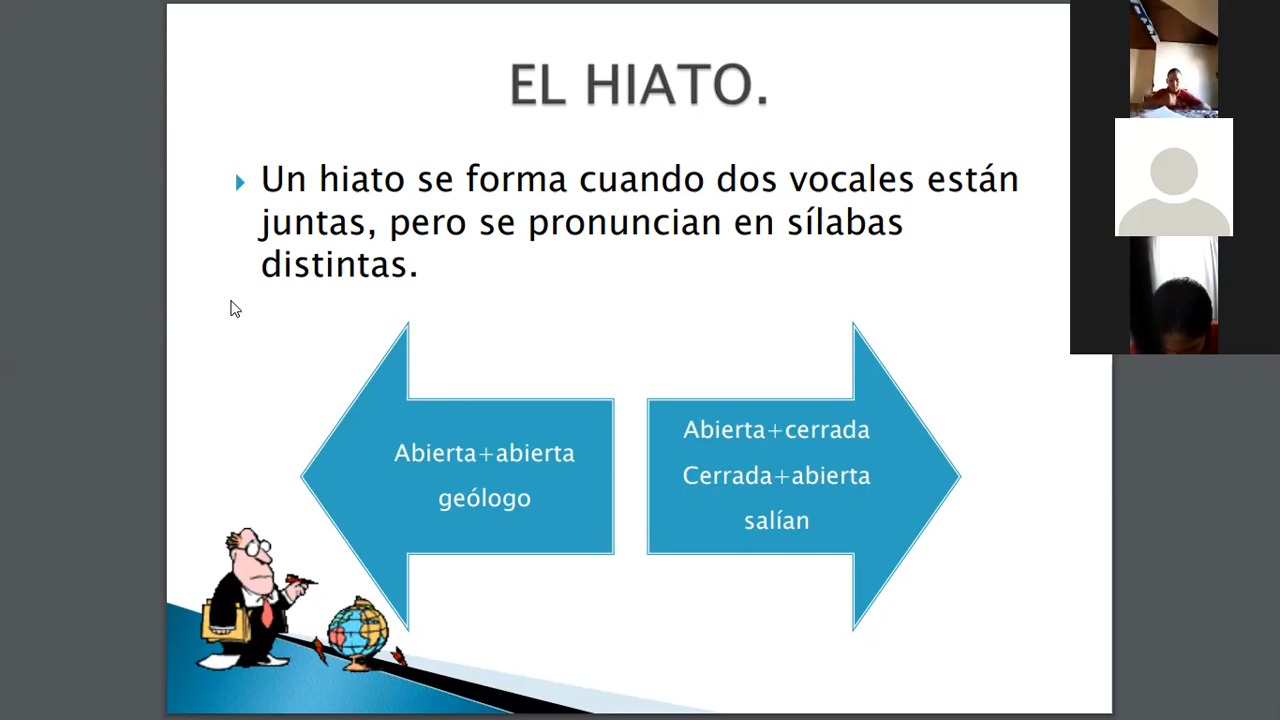 EL HIATO.
Un hiato se forma cuando dos vocales están
juntas, pero se pronuncian en sílabas
distintas.
Abierta+abierta
geólogo
Abierta+cerrada
Cerrada+abierta
salían